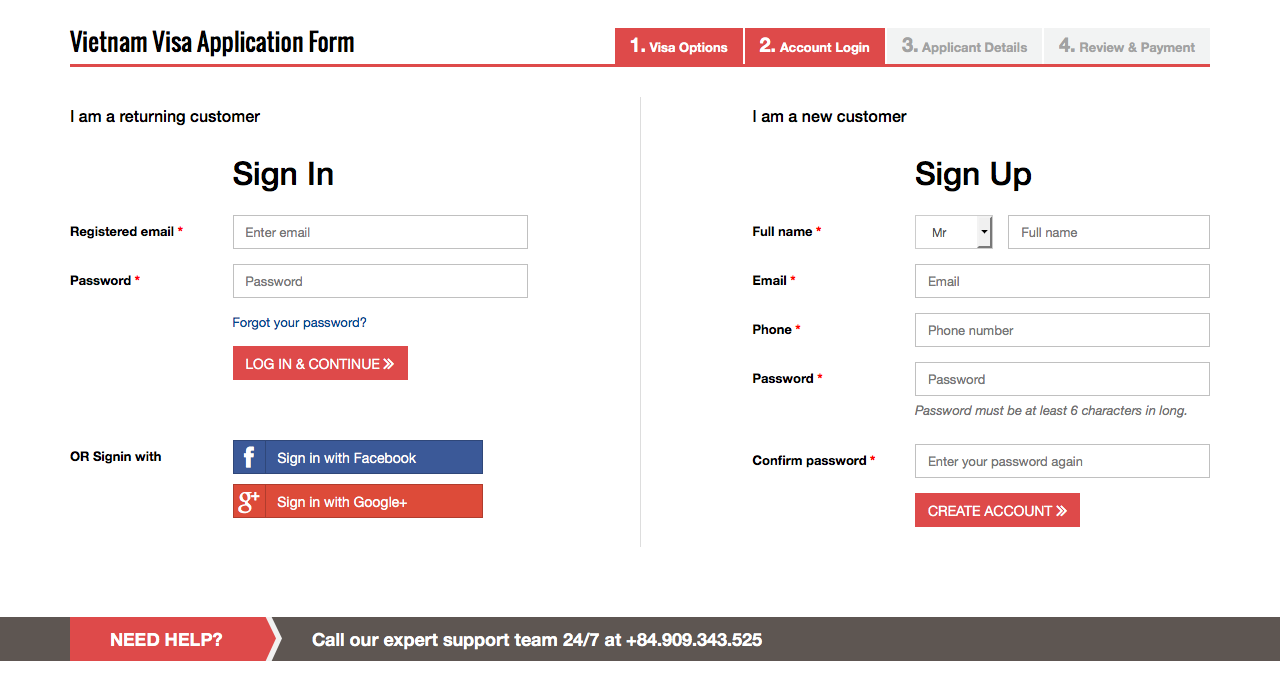 Vietnam Visa Application Form
1. Visa Options
2. Account Login
3. Applicant Details
4. Review & Payment
I am a returning customer
Sign In
Registered email *
Enter email
Password *
Password
Forgot your password?
LOG IN & CONTINUE
OR Signin with
Sign in with Facebook
Sign in with Google+
I am a new customer
Sign Up
Full name *
Mr
Full name
Email *
Email
Phone *
Phone number
Password *
Password
Password must be at least 6 characters in long.
Confirm password *
Enter your password again
CREATE ACCOUNT
NEED HELP?
Call our expert support team 24/7 at +84.909.343.525